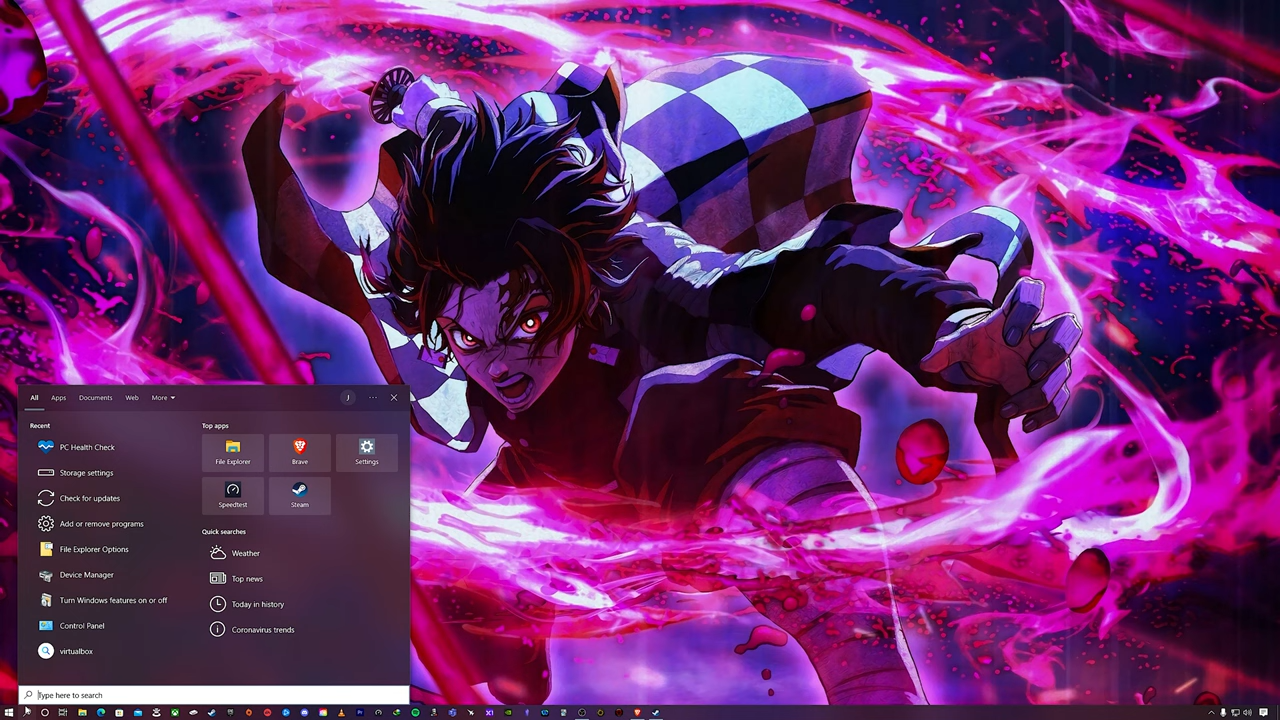 All Apps Documents Web More J
Recent
PC Health Check
Storage settings
Check for updates
Add or remove programs
File Explorer Options
Device Manager
Turn Windows features on or off
Control Panel
virtualbox
Top apps
File Explorer
Brave
Settings
Speedtest
Steam
Quick searches
Weather
Top news
Today in history
Coronavirus trends
Type here to search